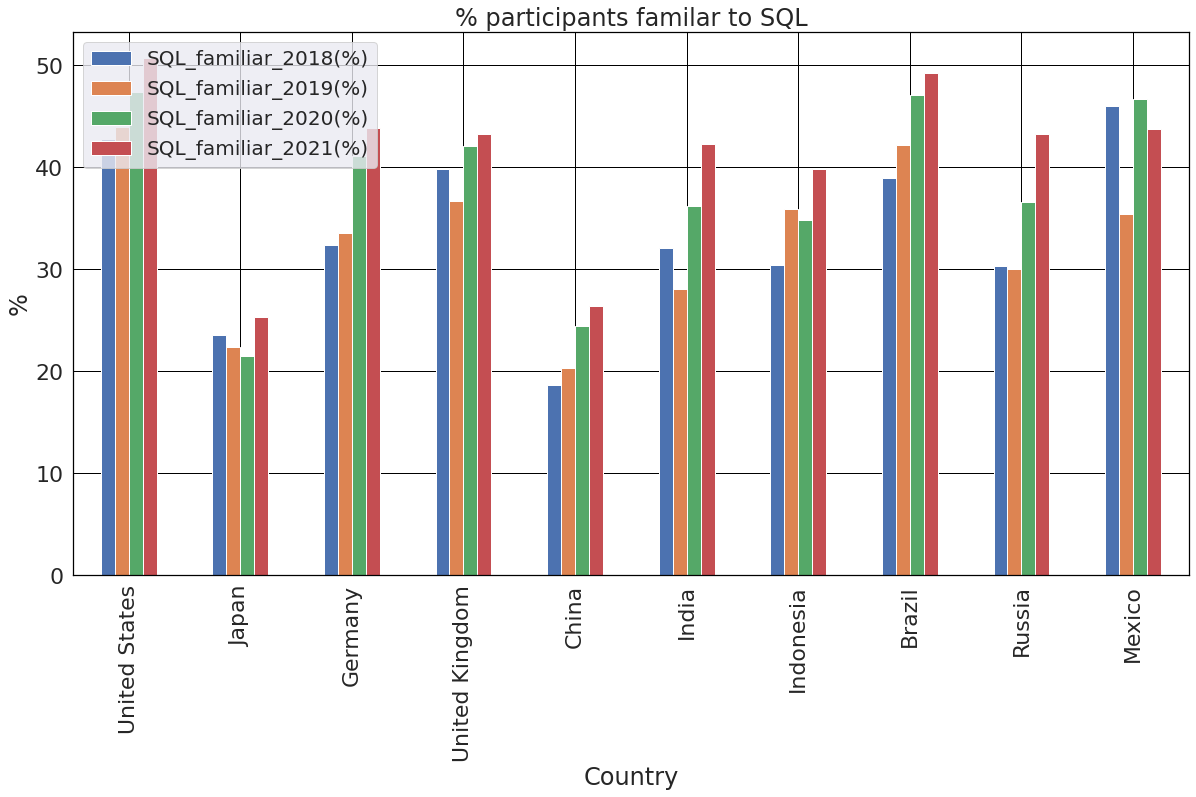 % participants familar to SQL
SQL_familiar_2018(%)
SQL_familiar_2019(%)
SQL_familiar_2020(%)
SQL_familiar_2021(%)
50
40
30
20
10
0
%
United States
Japan
Germany
United Kingdom
China
India
Indonesia
Brazil
Russia
Mexico
Country